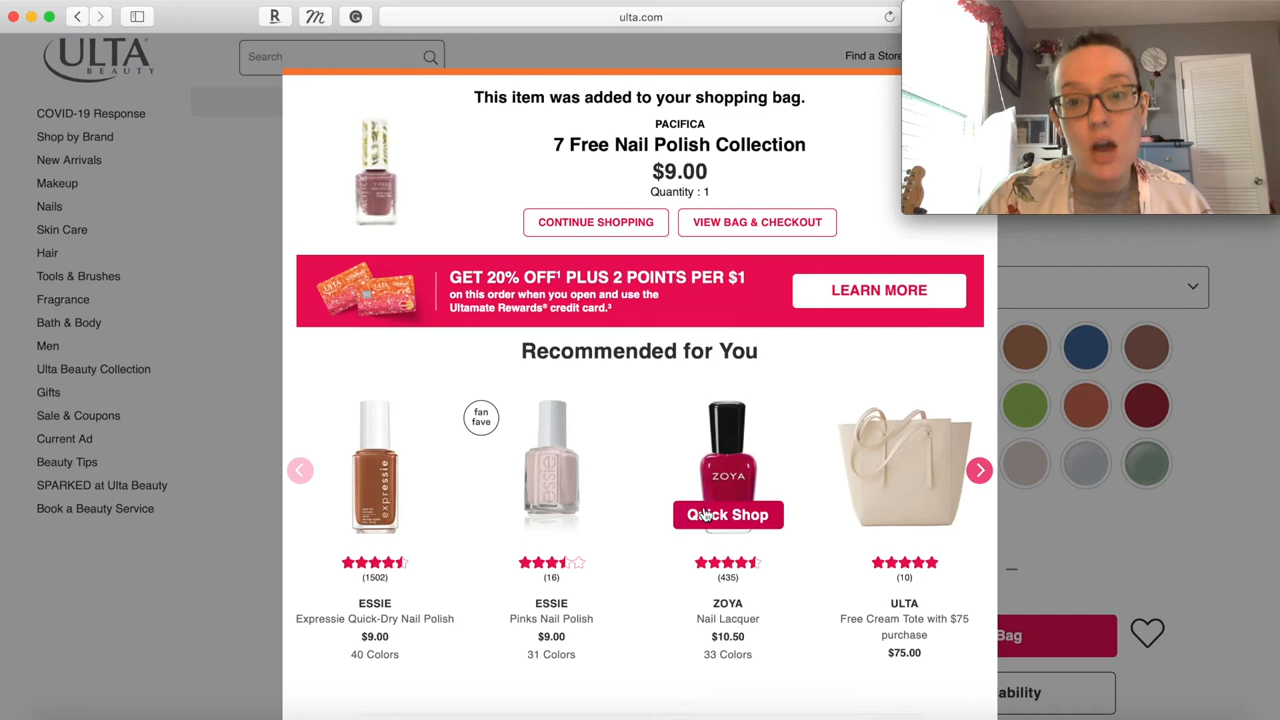 ulta.com
ULTA
BEAUTY
Search
Find a Store
COVID-19 Response
Shop by Brand
New Arrivals
Makeup
Nails
Skin Care
Hair
Tools & Brushes
Fragrance
Bath & Body
Men
Ulta Beauty Collection
Gifts
Sale & Coupons
Current Ad
Beauty Tips
SPARKED at Ulta Beauty
Book a Beauty Service
This item was added to your shopping bag.
PACIFICA
7 Free Nail Polish Collection
$9.00
Quantity : 1
CONTINUE SHOPPING
VIEW BAG & CHECKOUT
GET 20% OFF¹ PLUS 2 POINTS PER $1
on this order when you open and use the
Ultamate Rewards® credit card.³
LEARN MORE
Recommended for You
expressie
(1502)
ESSIE
Expressie Quick-Dry Nail Polish
$9.00
40 Colors
fan
fave
essie
(16)
ESSIE
Pinks Nail Polish
$9.00
31 Colors
ZOYA
Quick Shop
(435)
ZOYA
Nail Lacquer
$10.50
33 Colors
(10)
ULTA
Free Cream Tote with $75
purchase
$75.00
Bag
ability